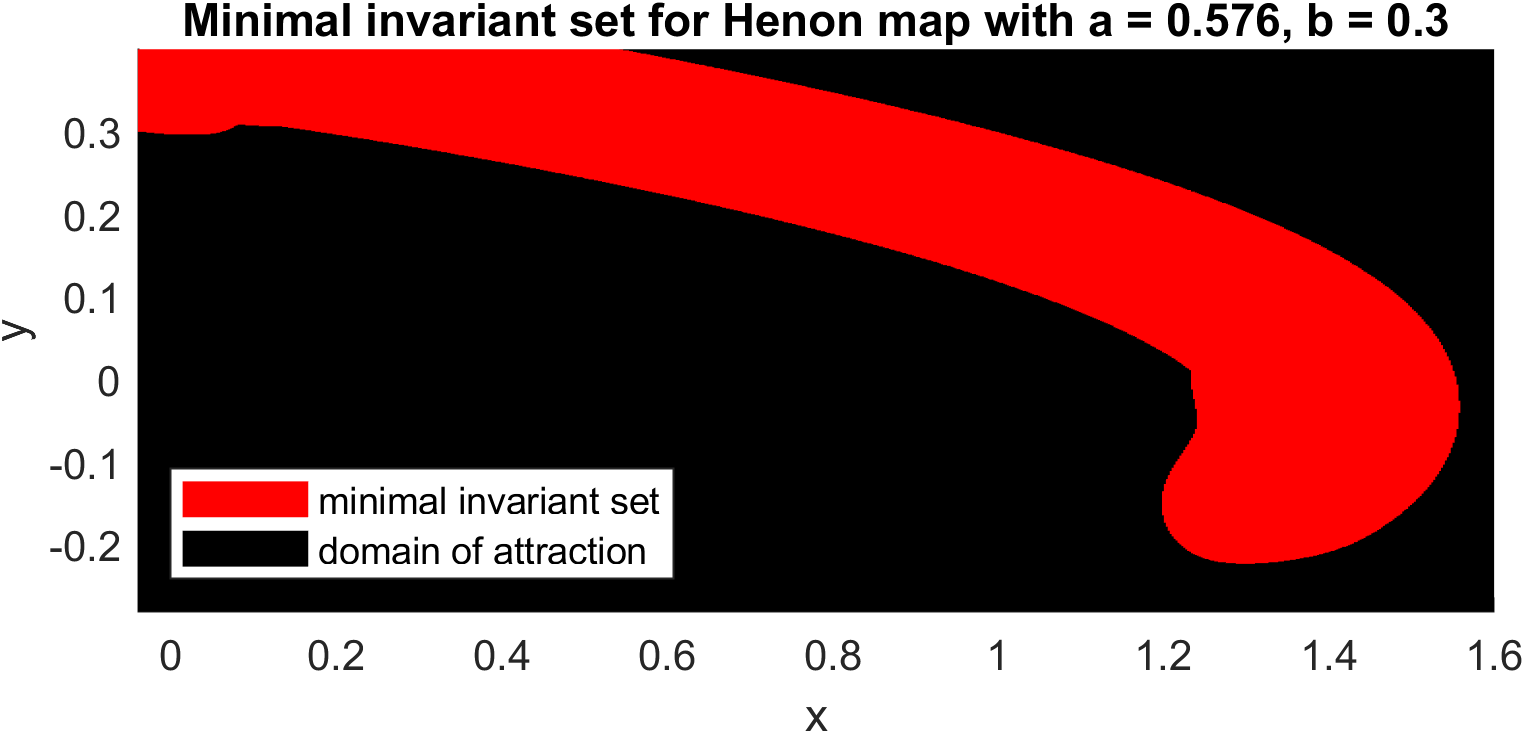 Minimal invariant set for Henon map with a = 0.576, b = 0.3
0.3
0.2
0.1
0
-0.1
-0.2
y
minimal invariant set
domain of attraction
0 0.2 0.4 0.6 0.8 1 1.2 1.4 1.6
x